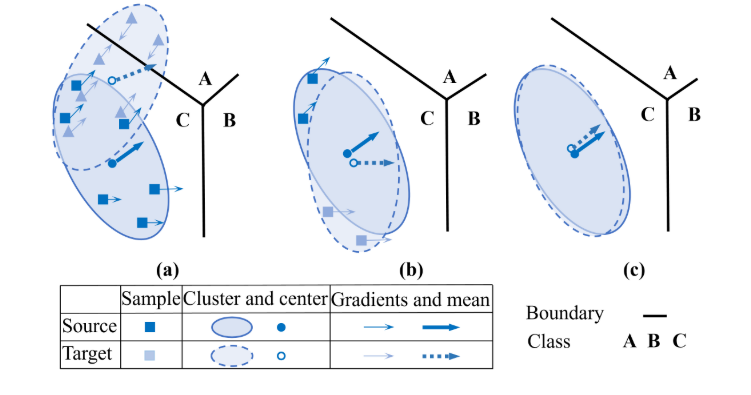 A
C B
A
C B
A
C B
(a) (b) (c)
Sample Cluster and center Gradients and mean
Source
Target
Boundary
Class A B C